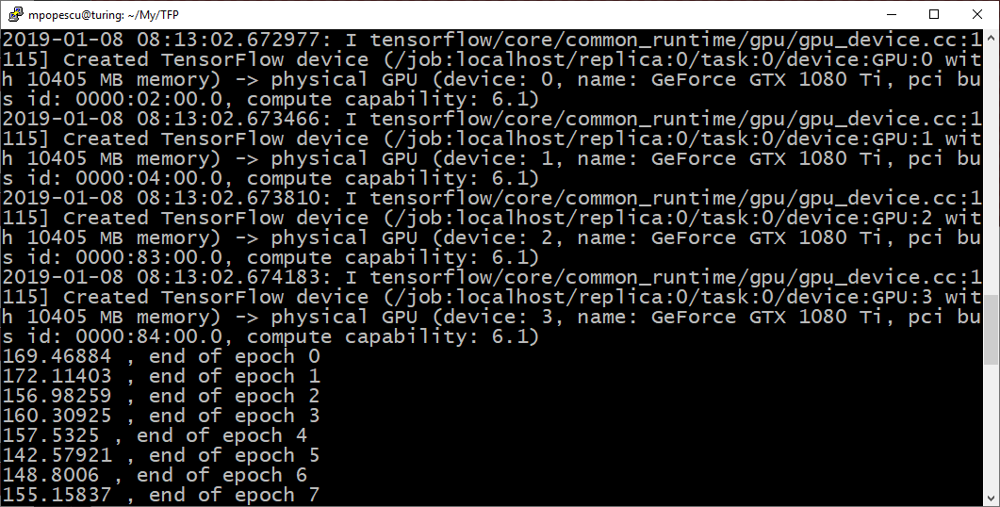 mpopescu@turing: ~/My/TFP
2019-01-08 08:13:02.672977: I tensorflow/core/common_runtime/gpu/gpu_device.cc:1
115] Created TensorFlow device (/job:localhost/replica:0/task:0/device:GPU:0 wit
h 10405 MB memory) -> physical GPU (device: 0, name: GeForce GTX 1080 Ti, pci bu
s id: 0000:02:00.0, compute capability: 6.1)
2019-01-08 08:13:02.673466: I tensorflow/core/common_runtime/gpu/gpu_device.cc:1
115] Created TensorFlow device (/job:localhost/replica:0/task:0/device:GPU:1 wit
h 10405 MB memory) -> physical GPU (device: 1, name: GeForce GTX 1080 Ti, pci bu
s id: 0000:04:00.0, compute capability: 6.1)
2019-01-08 08:13:02.673810: I tensorflow/core/common_runtime/gpu/gpu_device.cc:1
115] Created TensorFlow device (/job:localhost/replica:0/task:0/device:GPU:2 wit
h 10405 MB memory) -> physical GPU (device: 2, name: GeForce GTX 1080 Ti, pci bu
s id: 0000:83:00.0, compute capability: 6.1)
2019-01-08 08:13:02.674183: I tensorflow/core/common_runtime/gpu/gpu_device.cc:1
115] Created TensorFlow device (/job:localhost/replica:0/task:0/device:GPU:3 wit
h 10405 MB memory) -> physical GPU (device: 3, name: GeForce GTX 1080 Ti, pci bu
s id: 0000:84:00.0, compute capability: 6.1)
169.46884 , end of epoch 0
172.11403 , end of epoch 1
156.98259 , end of epoch 2
160.30925 , end of epoch 3
157.5325 , end of epoch 4
142.57921 , end of epoch 5
148.8006 , end of epoch 6
155.15837 , end of epoch 7